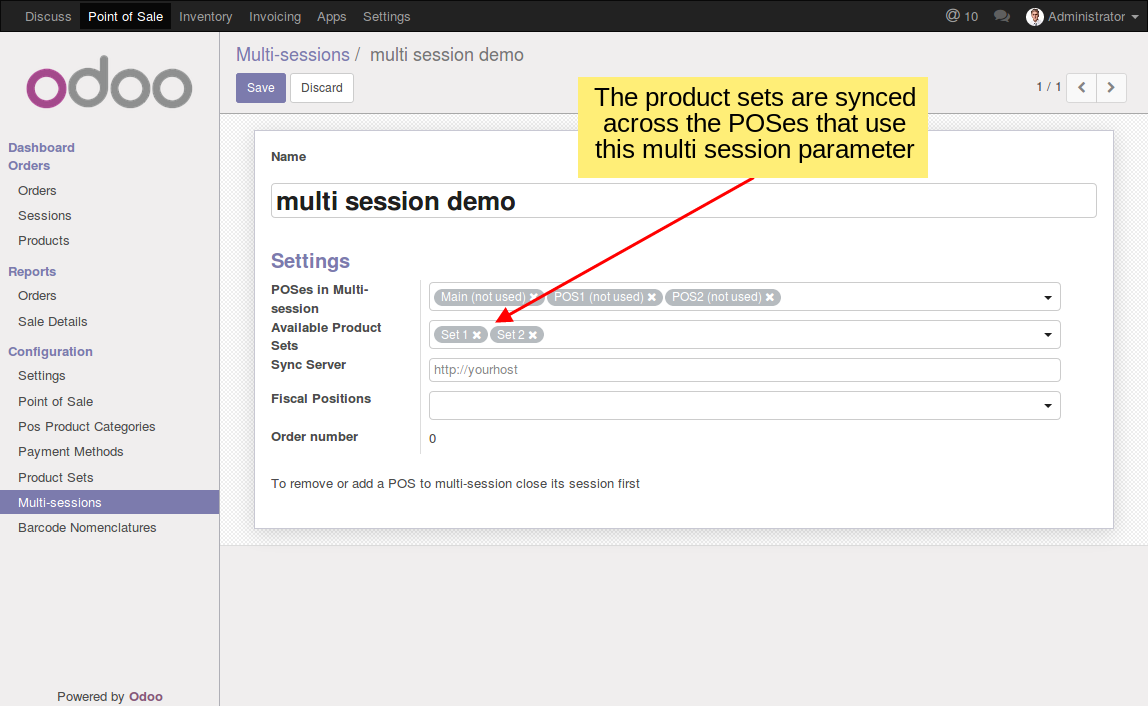 Discuss Point of Sale Inventory Invoicing Apps Settings @ 10 Administrator
odoo
Dashboard
Orders
Orders
Sessions
Products
Reports
Orders
Sale Details
Configuration
Settings
Point of Sale
Pos Product Categories
Payment Methods
Product Sets
Multi-sessions
Barcode Nomenclatures
Powered by Odoo
Multi-sessions / multi session demo
Save Discard
1 / 1
The product sets are synced
across the POSes that use
this multi session parameter
Name
multi session demo
Settings
POSes in Multi-
session
Main (not used) POS1 (not used) POS2 (not used)
Available Product
Sets
Set 1 Set 2
Sync Server
http://yourhost
Fiscal Positions
Order number
0
To remove or add a POS to multi-session close its session first